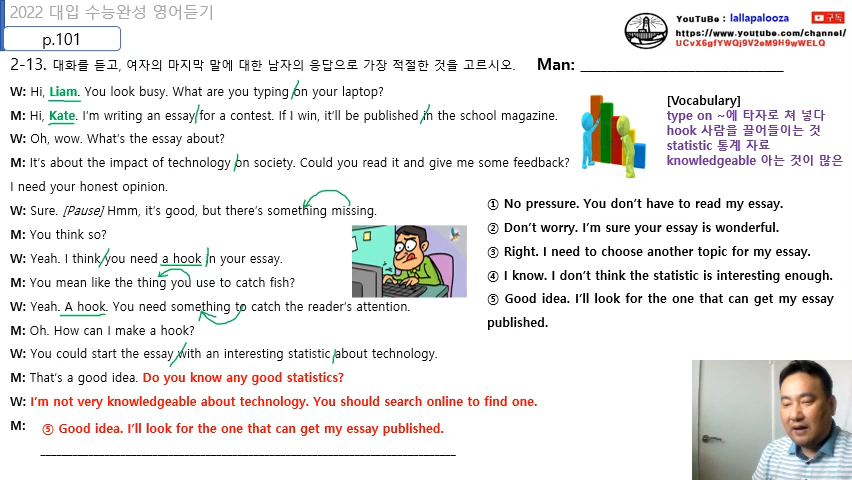 2022 대입 수능완성 영어듣기
YouTuBe : lallapalooza
구독
https://www.youtube.com/channel/
UCvX6gfYWQj9V2eM9H9wWELQ
p.101
2-13. 대화를 듣고, 여자의 마지막 말에 대한 남자의 응답으로 가장 적절한 것을 고르시오.
Man: ______________________________
W: Hi, Liam. You look busy. What are you typing on your laptop?
M: Hi, Kate. I'm writing an essay for a contest. If I win, it'll be published in the school magazine.
W: Oh, wow. What's the essay about?
M: It's about the impact of technology on society. Could you read it and give me some feedback?
I need your honest opinion.
W: Sure. [Pause] Hmm, it's good, but there's something missing.
M: You think so?
W: Yeah. I think you need a hook in your essay.
M: You mean like the thing you use to catch fish?
W: Yeah. A hook. You need something to catch the reader's attention.
M: Oh. How can I make a hook?
W: You could start the essay with an interesting statistic about technology.
M: That's a good idea. Do you know any good statistics?
W: I'm not very knowledgeable about technology. You should search online to find one.
M: ⑤ Good idea. I'll look for the one that can get my essay published.
[Vocabulary]
type on ~에 타자로 쳐 넣다
hook 사람을 끌어들이는 것
statistic 통계 자료
knowledgeable 아는 것이 많은
① No pressure. You don't have to read my essay.
② Don't worry. I'm sure your essay is wonderful.
③ Right. I need to choose another topic for my essay.
④ I know. I don't think the statistic is interesting enough.
⑤ Good idea. I'll look for the one that can get my essay
published.